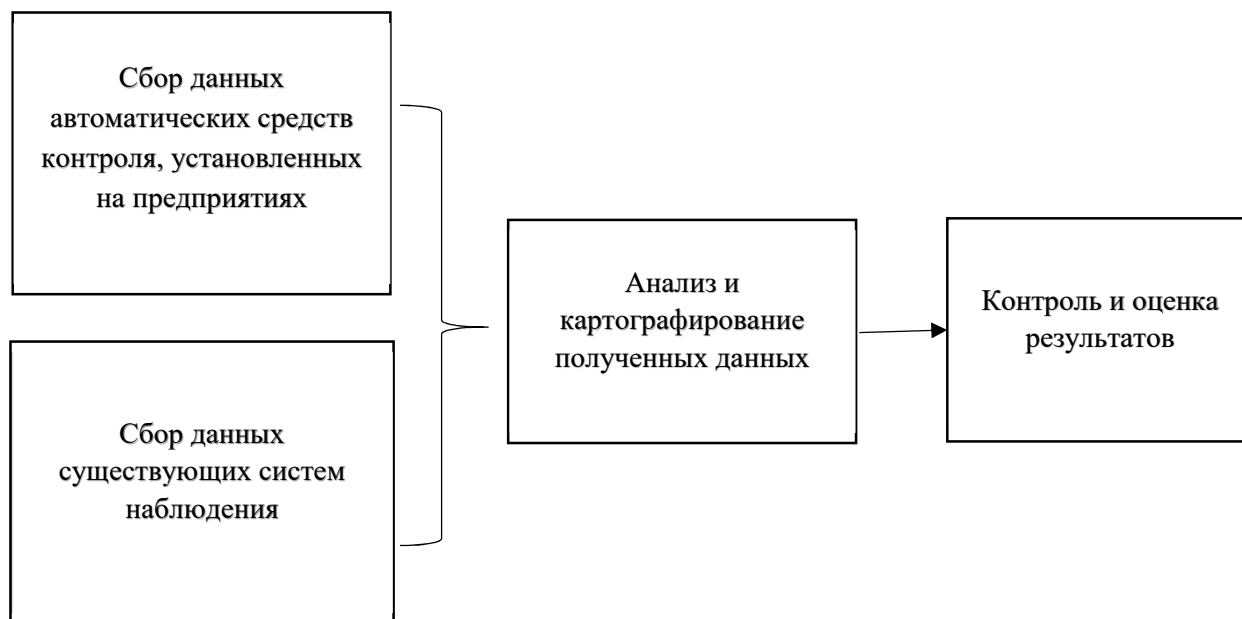 Сбор данных
автоматических средств
контроля, установленных
на предприятиях
Сбор данных
существующих систем
наблюдения
Анализ и
картографирование
полученных данных
Контроль и оценка
результатов